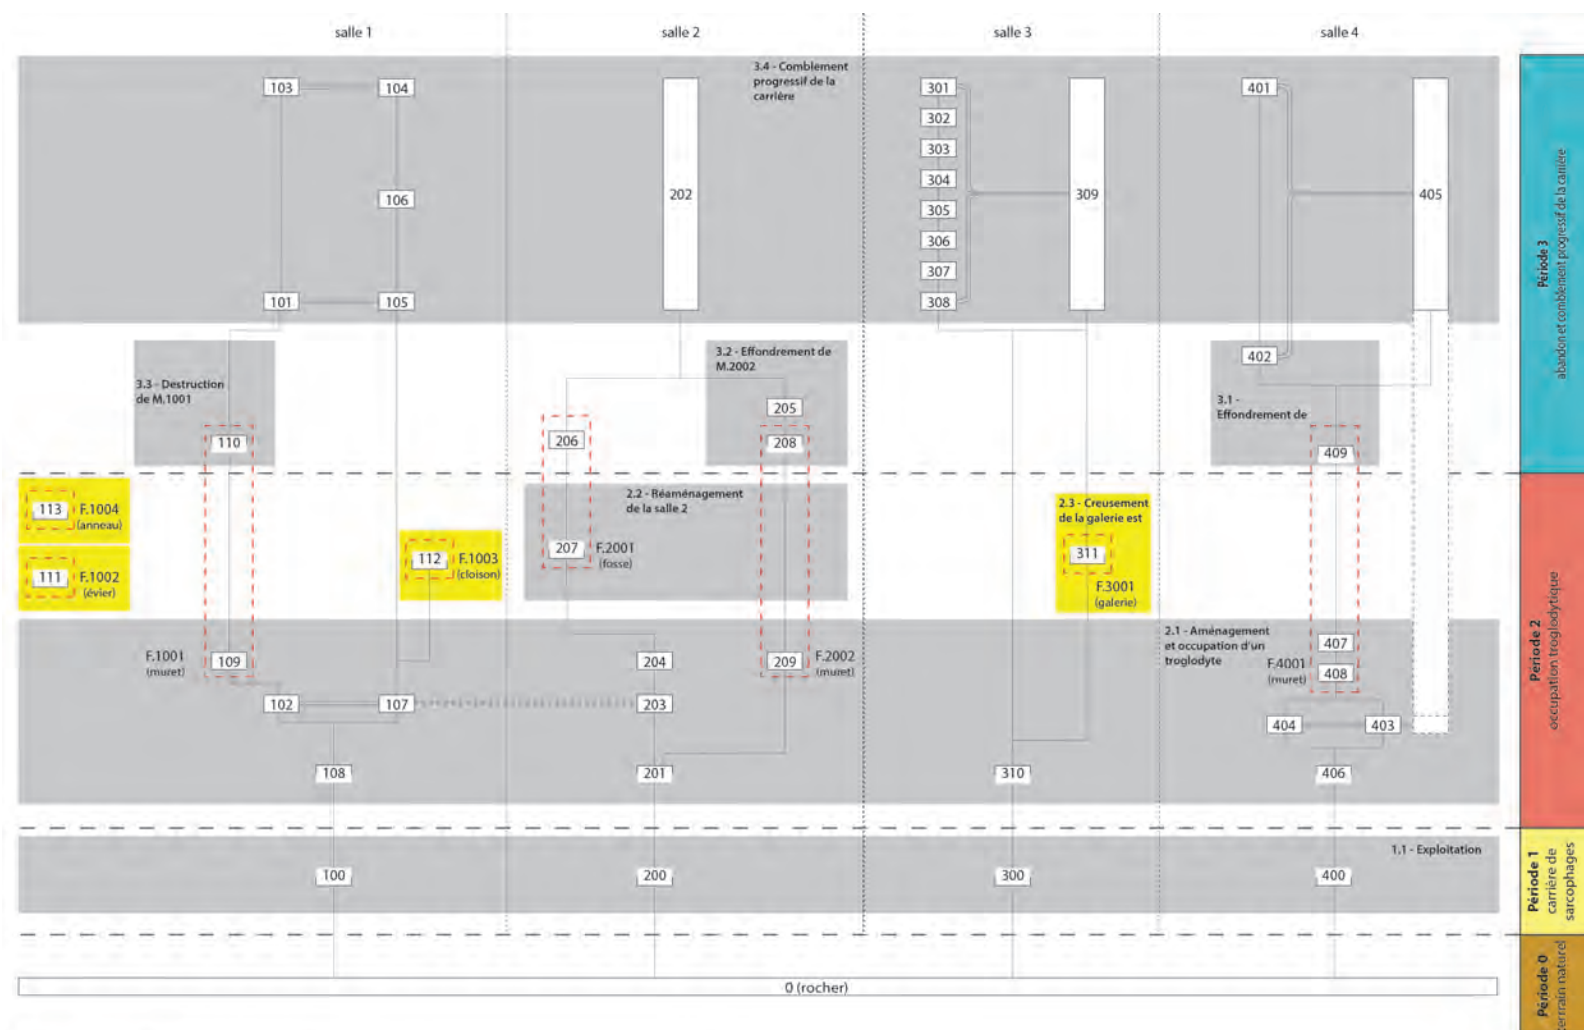 salle 1
salle 2
salle 3
salle 4
3.4 - Comblement
progressif de la
carrière
103
104
106
101
105
202
301
302
303
304
305
306
307
308
309
401
405
402
3.3 - Destruction
de M.1001
110
3.2 - Effondrement de
M.2002
205
206
208
3.1 -
Effondrement de
409
113
F.1004
(anneau)
111
F.1002
(évier)
112
F.1003
(cloison)
2.2 - Réaménagement
de la salle 2
207
F.2001
(fosse)
2.3 - Creusement
de la galerie est
311
F.3001
(galerie)
2.1 - Aménagement
et occupation d'un
troglodyte
F.1001
(muret)
109
204
209
F.2002
(muret)
407
F.4001
(muret)
408
102
107
203
404
403
108
201
310
406
1.1 - Exploitation
100
200
300
400
0 (rocher)
Période 3
abandon et comblement progressif de la carrière
Période 2
occupation troglodytique
Période 1
carrière de
sarcophages
Période 0
terrrain naturel